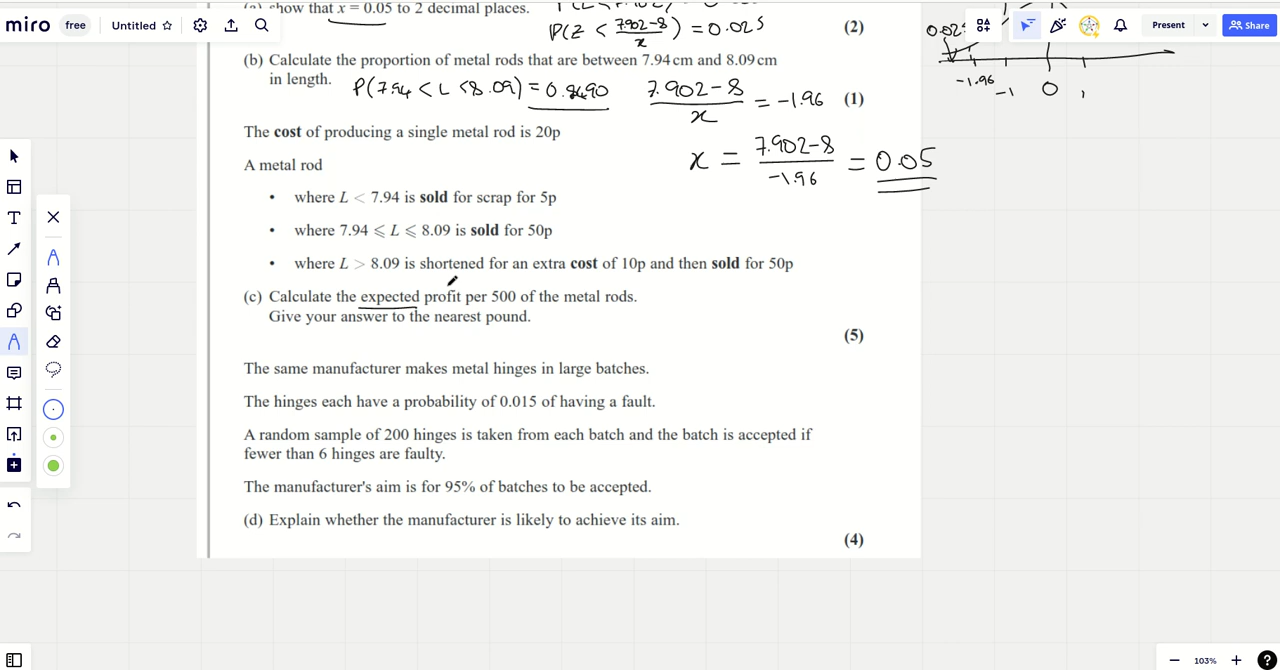 miro free Untitled Present Share
(a) show that x = 0.05 to 2 decimal places.
P(Z < 7.902-8 / x) = 0.025 (2)
0.025
(b) Calculate the proportion of metal rods that are between 7.94 cm and 8.09 cm
in length. P(7.94 < L < 8.09) = 0.8490 7.902-8 / x = -1.96 (1)
-1.96 -1 0 1
The cost of producing a single metal rod is 20p
x = 7.902-8 / -1.96 = 0.05
A metal rod
• where L < 7.94 is sold for scrap for 5p
• where 7.94 ⩽ L ⩽ 8.09 is sold for 50p
• where L > 8.09 is shortened for an extra cost of 10p and then sold for 50p
(c) Calculate the expected profit per 500 of the metal rods.
Give your answer to the nearest pound.
(5)
The same manufacturer makes metal hinges in large batches.
The hinges each have a probability of 0.015 of having a fault.
A random sample of 200 hinges is taken from each batch and the batch is accepted if
fewer than 6 hinges are faulty.
The manufacturer's aim is for 95% of batches to be accepted.
(d) Explain whether the manufacturer is likely to achieve its aim.
(4)
103%